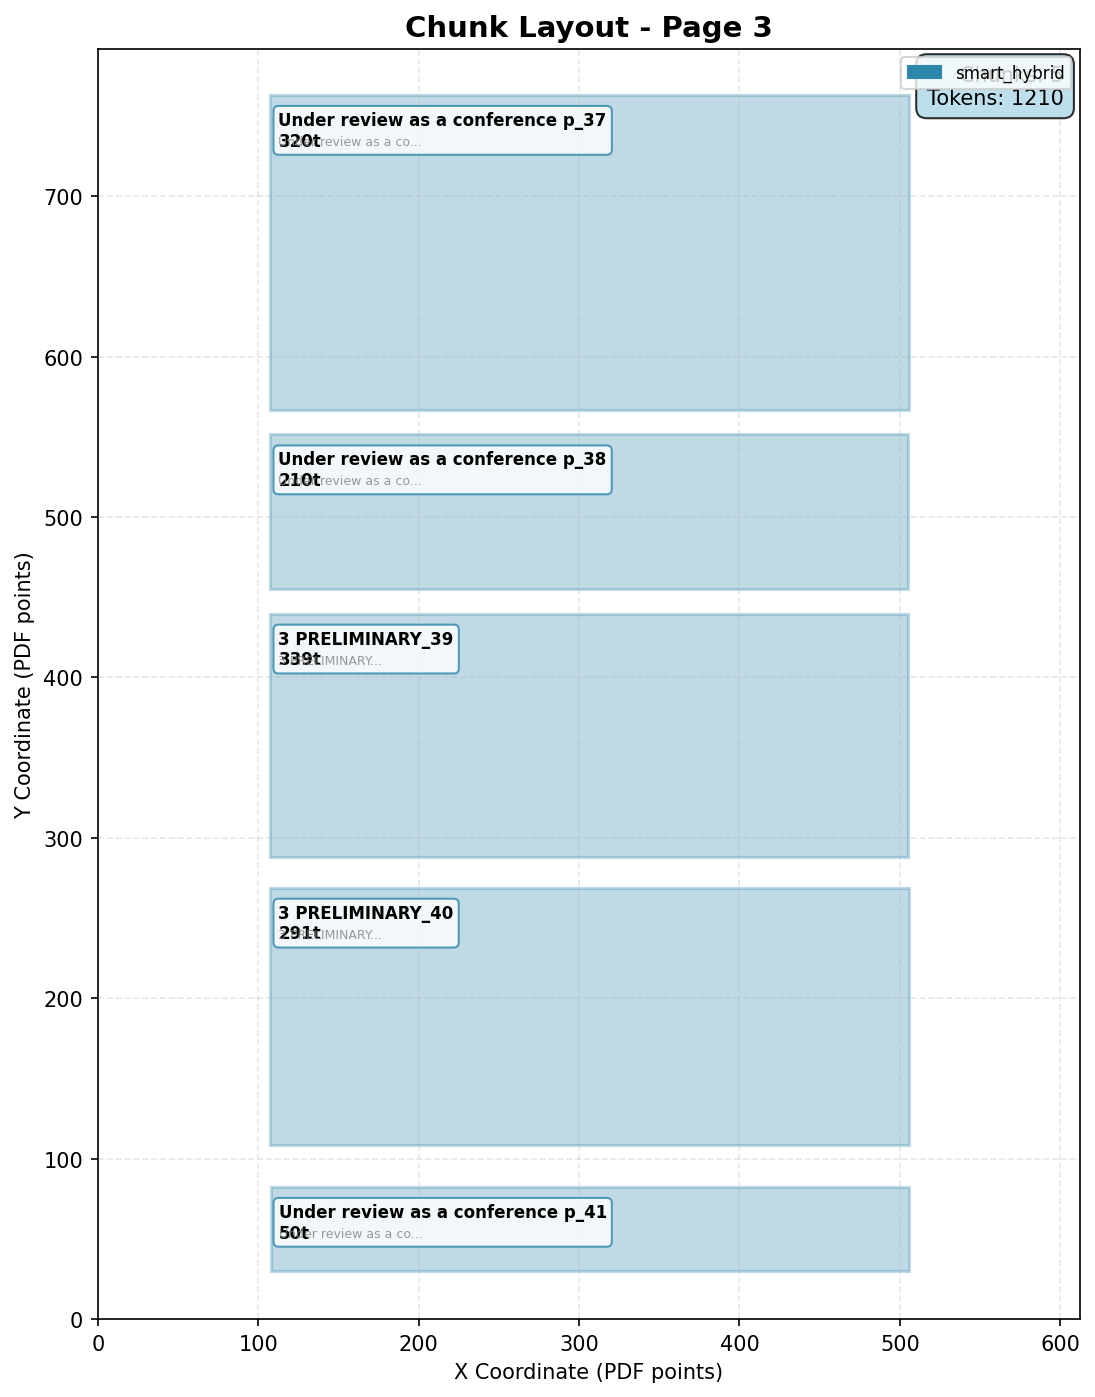 Chunk Layout - Page 3
smart_hybrid
Tokens: 1210
Under review as a conference p_37
320t
Under review as a co...
Under review as a conference p_38
210t
Under review as a co...
3 PRELIMINARY_39
339t
3 PRELIMINARY...
3 PRELIMINARY_40
291t
3 PRELIMINARY...
Under review as a conference p_41
50t
Under review as a co...
Y Coordinate (PDF points)
700
600
500
400
300
200
100
0
0 100 200 300 400 500 600
X Coordinate (PDF points)